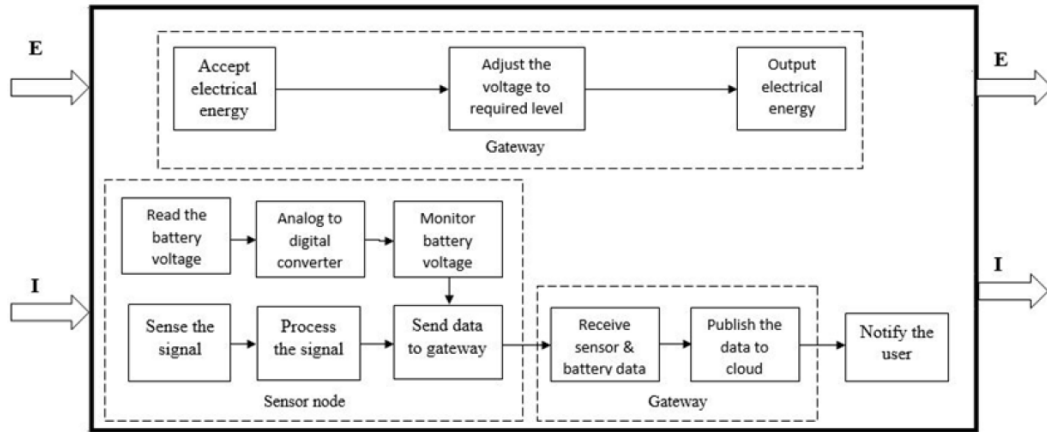 E
E
Accept
electrical
energy
Adjust the
voltage to
required level
Output
electrical
energy
Gateway
Read the
battery
voltage
Analog to
digital
converter
Monitor
battery
voltage
I
I
Sense the
signal
Process
the signal
Send data
to gateway
Receive
sensor &
battery data
Publish the
data to
cloud
Notify the
user
Sensor node
Gateway